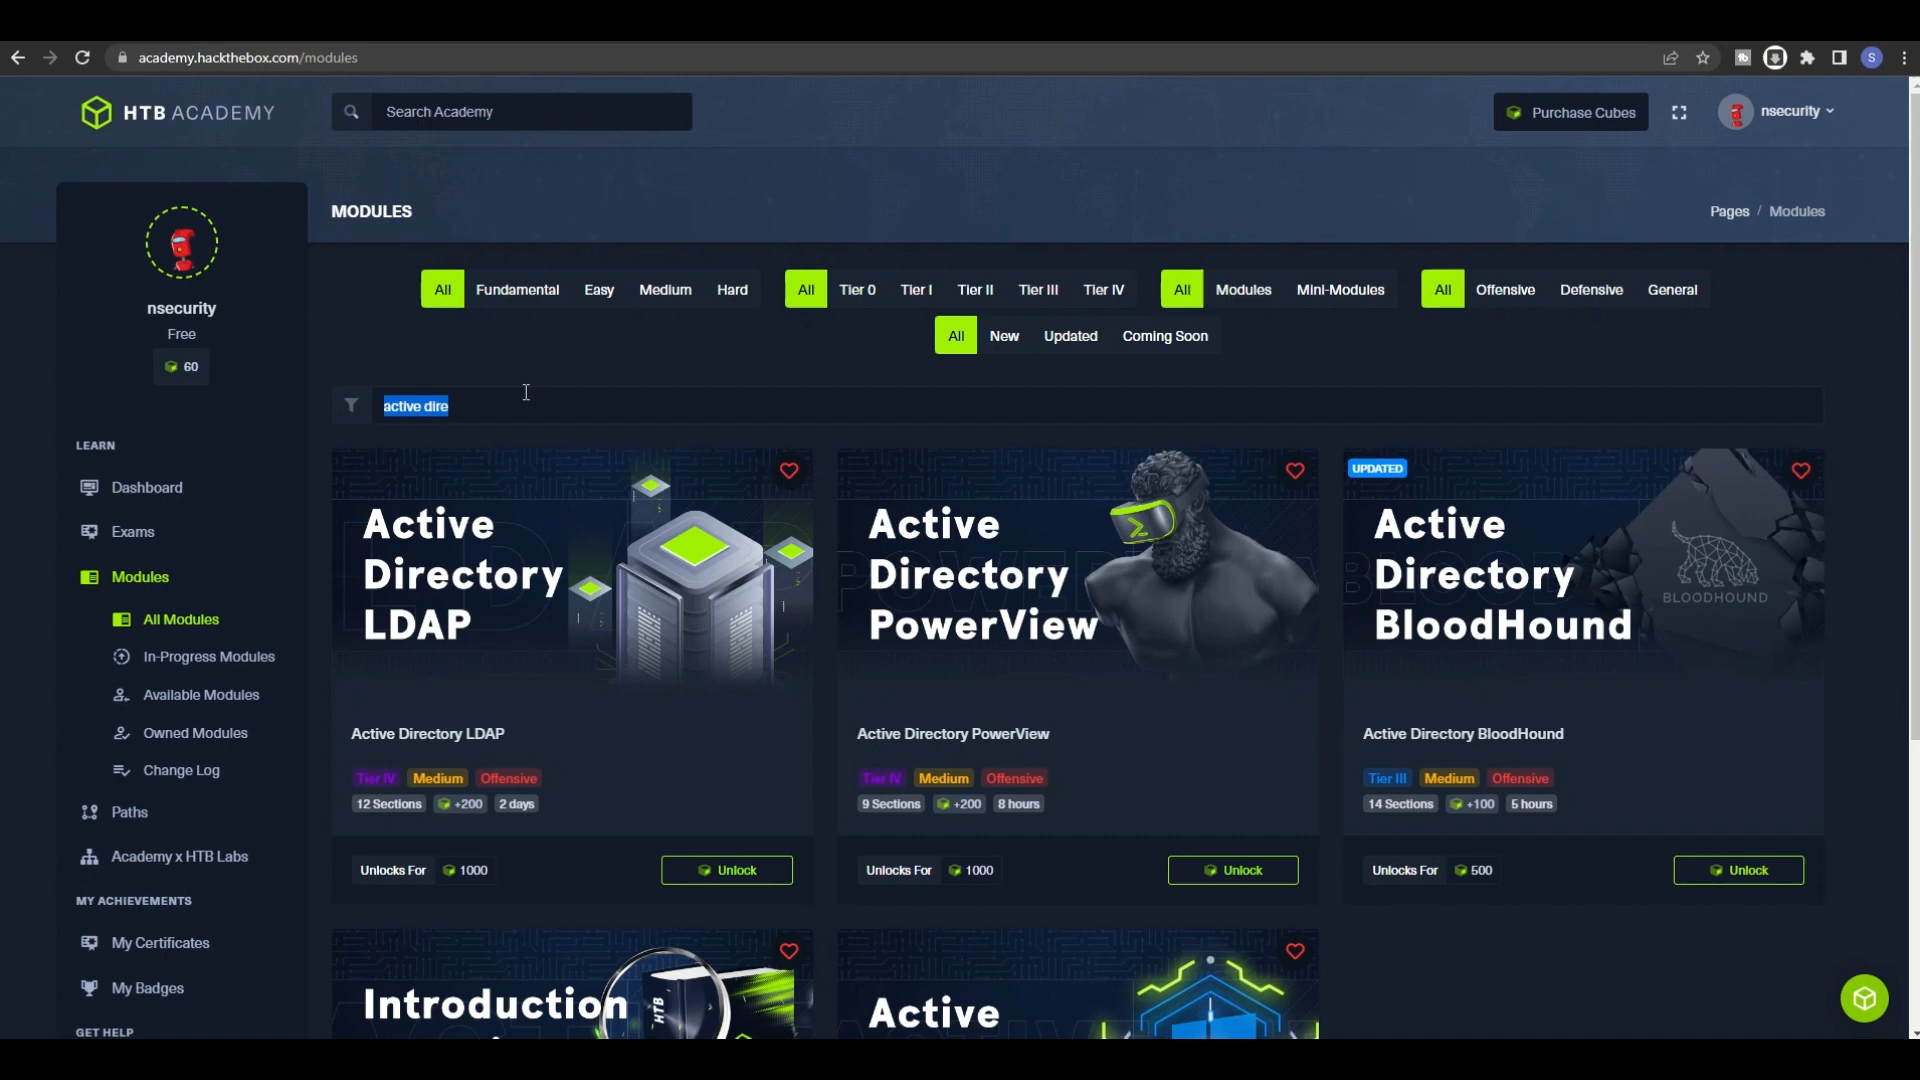 academy.hackthebox.com/modules
S
HTB ACADEMY
Search Academy
Purchase Cubes
nsecurity
MODULES
Pages / Modules
nsecurity
Free
60
All Fundamental Easy Medium Hard
All Tier 0 Tier I Tier II Tier III Tier IV
All Modules Mini-Modules
All Offensive Defensive General
All New Updated Coming Soon
active dire
LEARN
Dashboard
Exams
Modules
All Modules
In-Progress Modules
Available Modules
Owned Modules
Change Log
Paths
Academy x HTB Labs
MY ACHIEVEMENTS
My Certificates
My Badges
GET HELP
Active
Directory
LDAP
Active Directory LDAP
Tier IV Medium Offensive
12 Sections +200 2 days
Unlocks For 1000 Unlock
Active
Directory
PowerView
Active Directory PowerView
Tier IV Medium Offensive
9 Sections +200 8 hours
Unlocks For 1000 Unlock
UPDATED
Active
Directory
BloodHound
BLOODHOUND
Active Directory BloodHound
Tier III Medium Offensive
14 Sections +100 5 hours
Unlocks For 500 Unlock
Introduction
HTB
Active